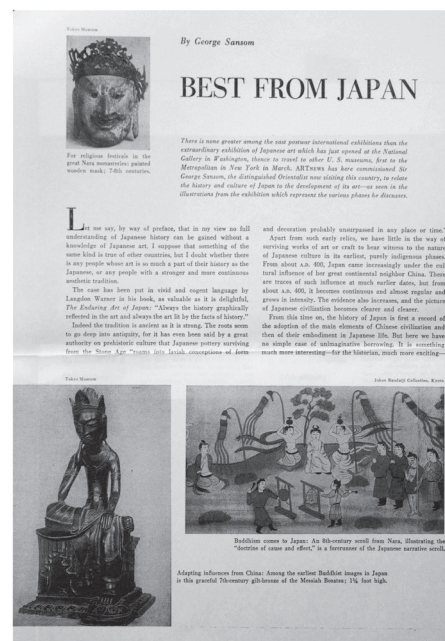 Tokyo Museum
For religious festivals in the
great Nara monasteries: painted
wooden mask; 7-8th centuries.
By George Sansom
BEST FROM JAPAN
There is none greater among the vast postwar international exhibitions than the
extraordinary exhibition of Japanese art which has just opened at the National
Gallery in Washington, thence to travel to other U. S. museums, first to the
Metropolitan in New York in March. ARTNEWS has here commissioned Sir
George Sansom, the distinguished Orientalist now visiting this country, to relate
the history and culture of Japan to the development of its art—as seen in the
illustrations from the exhibition which represent the various phases he discusses.
Let me say, by way of preface, that in my view no full
understanding of Japanese history can be gained without a
knowledge of Japanese art. I suppose that something of the
same kind is true of other countries, but I doubt whether there
is any people whose art is so much a part of their history as the
Japanese, or any people with a stronger and more continuous
aesthetic tradition.
The case has been put in vivid and cogent language by
Langdon Warner in his book, as valuable as it is delightful,
The Enduring Art of Japan: "Always the history graphically
reflected in the art and always the art lit by the facts of history."
Indeed the tradition is ancient as it is strong. The roots seem
to go deep into antiquity, for it has even been said by a great
authority on prehistoric culture that Japanese pottery surviving
from the Stone Age "roams into lavish conceptions of form
and decoration probably unsurpassed in any place or time."
Apart from such early relics, we have little in the way of
surviving works of art or craft to bear witness to the nature
of Japanese culture in its earliest, purely indigenous phases.
From about A.D. 400, Japan came increasingly under the cul-
tural influence of her great continental neighbor China. There
are traces of such influence at much earlier dates, but from
about A.D. 400, it becomes continuous and almost regular and
grows in intensity. The evidence also increases, and the picture
of Japanese civilization becomes clearer and clearer.
From this time on, the history of Japan is first a record of
the adoption of the main elements of Chinese civilization and
then of their embodiment in Japanese life. But here we have
no simple case of unimaginative borrowing. It is something
much more interesting—for the historian, much more exciting—
Tokyo Museum
Buddhism comes to Japan: An 8th-century scroll from Nara, illustrating the
"doctrine of cause and effect," is a forerunner of the Japanese narrative scroll.
Adapting influences from China: Among the earliest Buddhist images in Japan
is this graceful 7th-century gilt-bronze of the Messiah Bosatsu; 1¼ foot high.